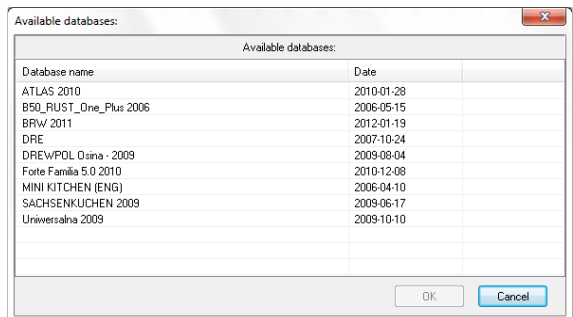 Available databases:
Available databases:
Database name Date
ATLAS 2010 2010-01-28
B50_RUST_One_Plus 2006 2006-05-15
BRW 2011 2012-01-19
DRE 2007-10-24
DREWPOL Osina - 2009 2009-08-04
Forte Familia 5.0 2010 2010-12-08
MINI KITCHEN (ENG) 2006-04-10
SACHSENKUCHEN 2009 2009-06-17
Uniwersalna 2009 2009-10-10
OK Cancel